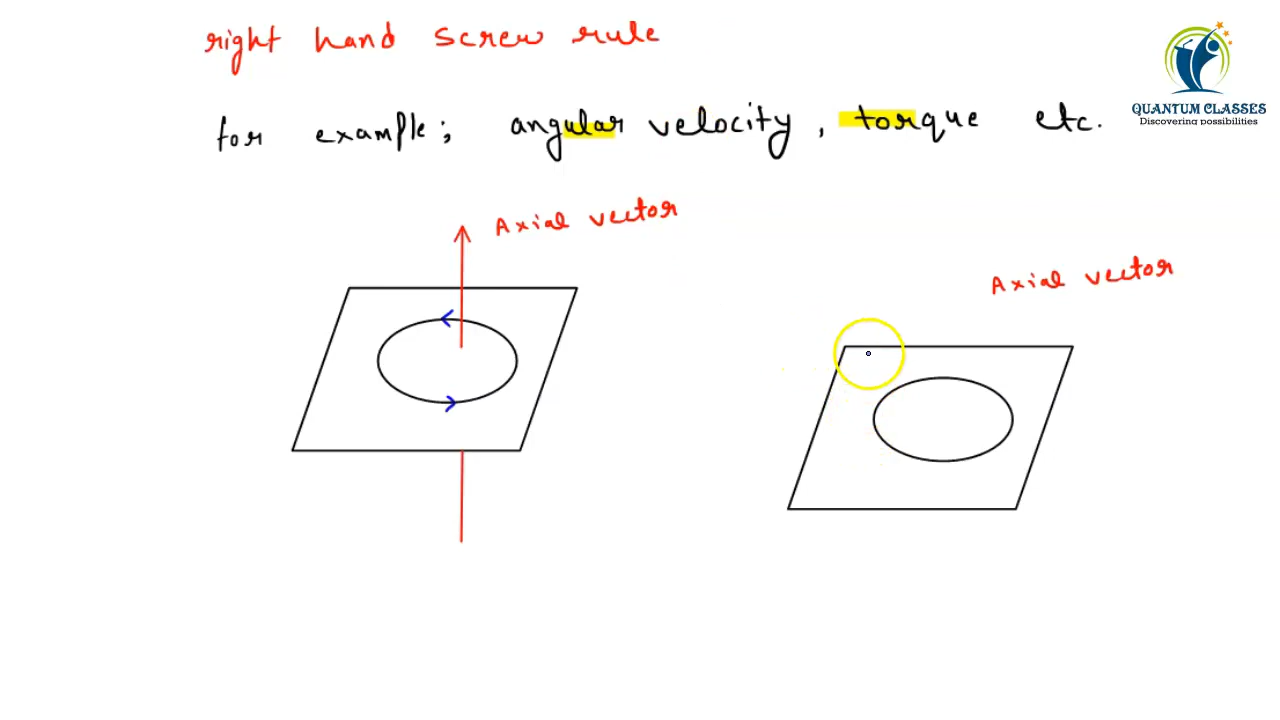 right hand screw rule
QUANTUM CLASSES
Discovering possibilities
for example; angular velocity, torque etc.
Axial vector
Axial vector